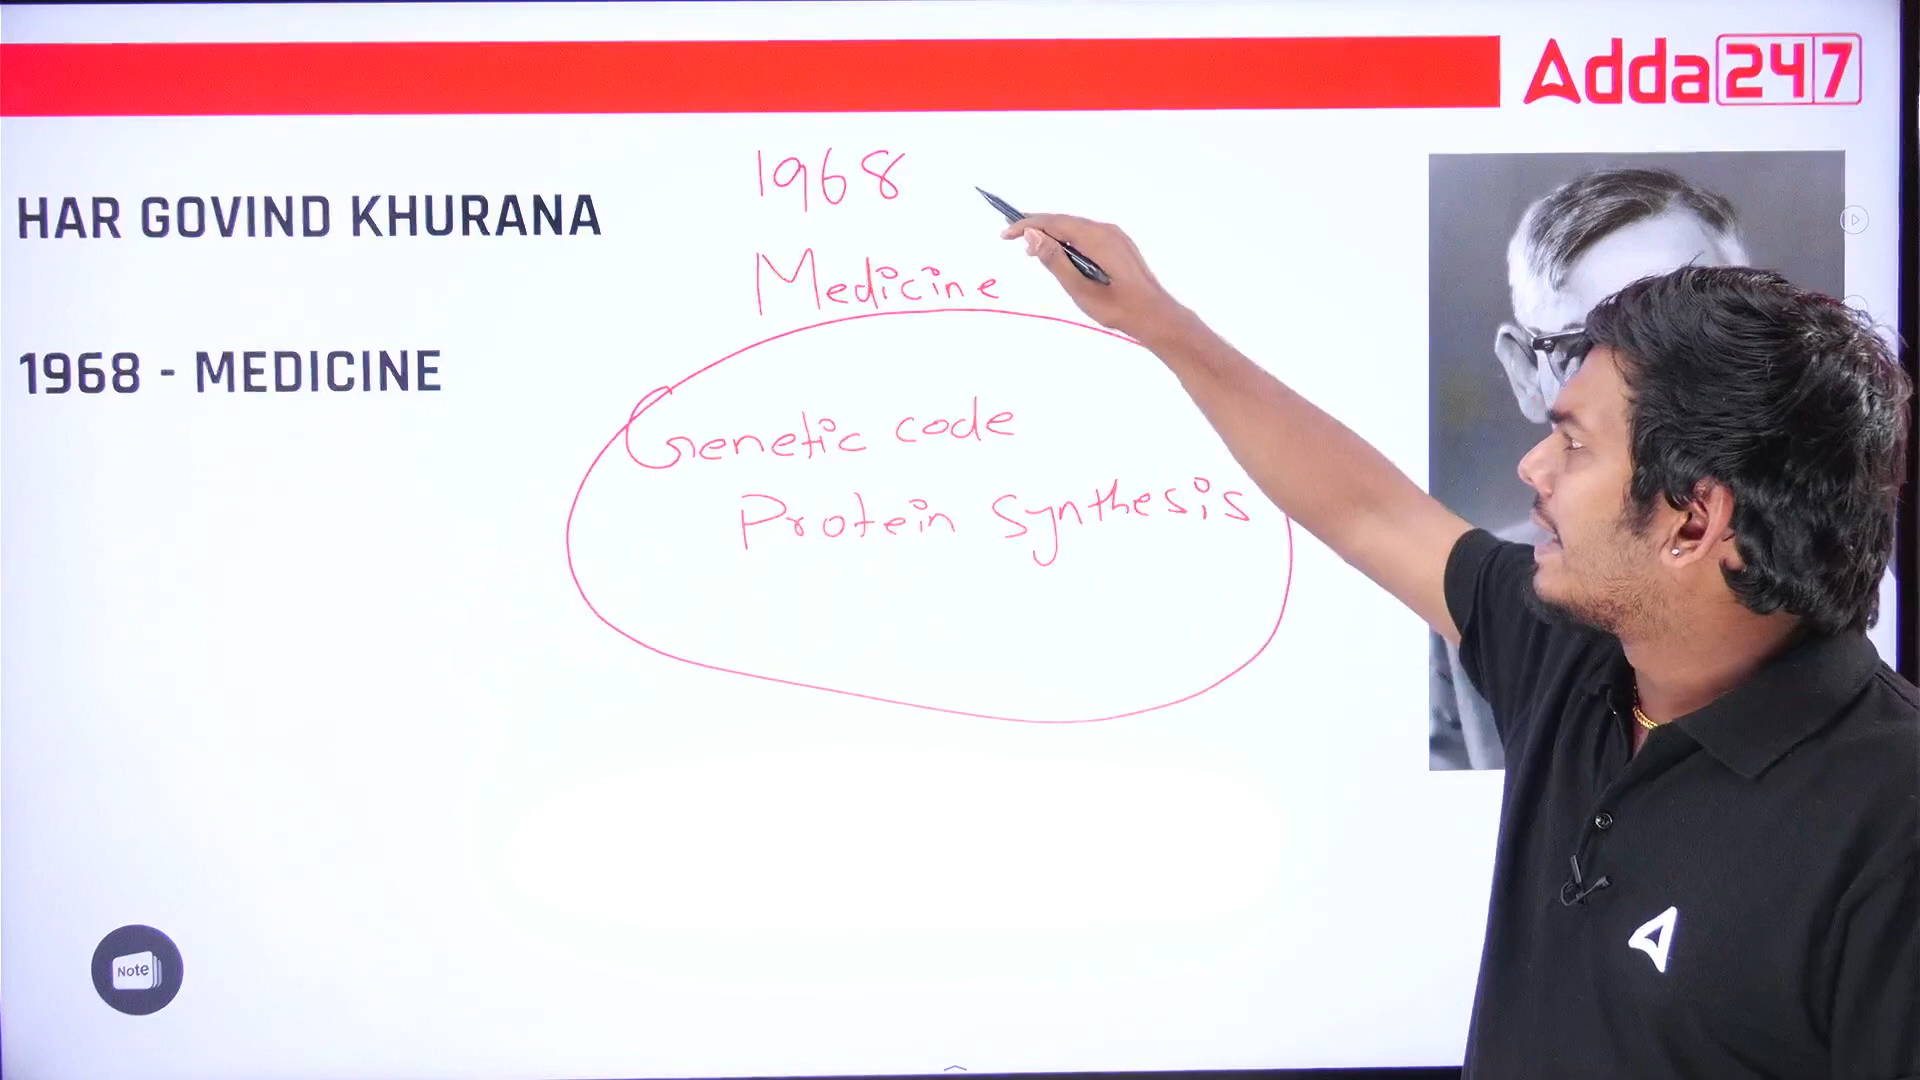 Adda247
HAR GOVIND KHURANA
1968 - MEDICINE
1968
Medicine
Genetic code
Protein synthesis
Note